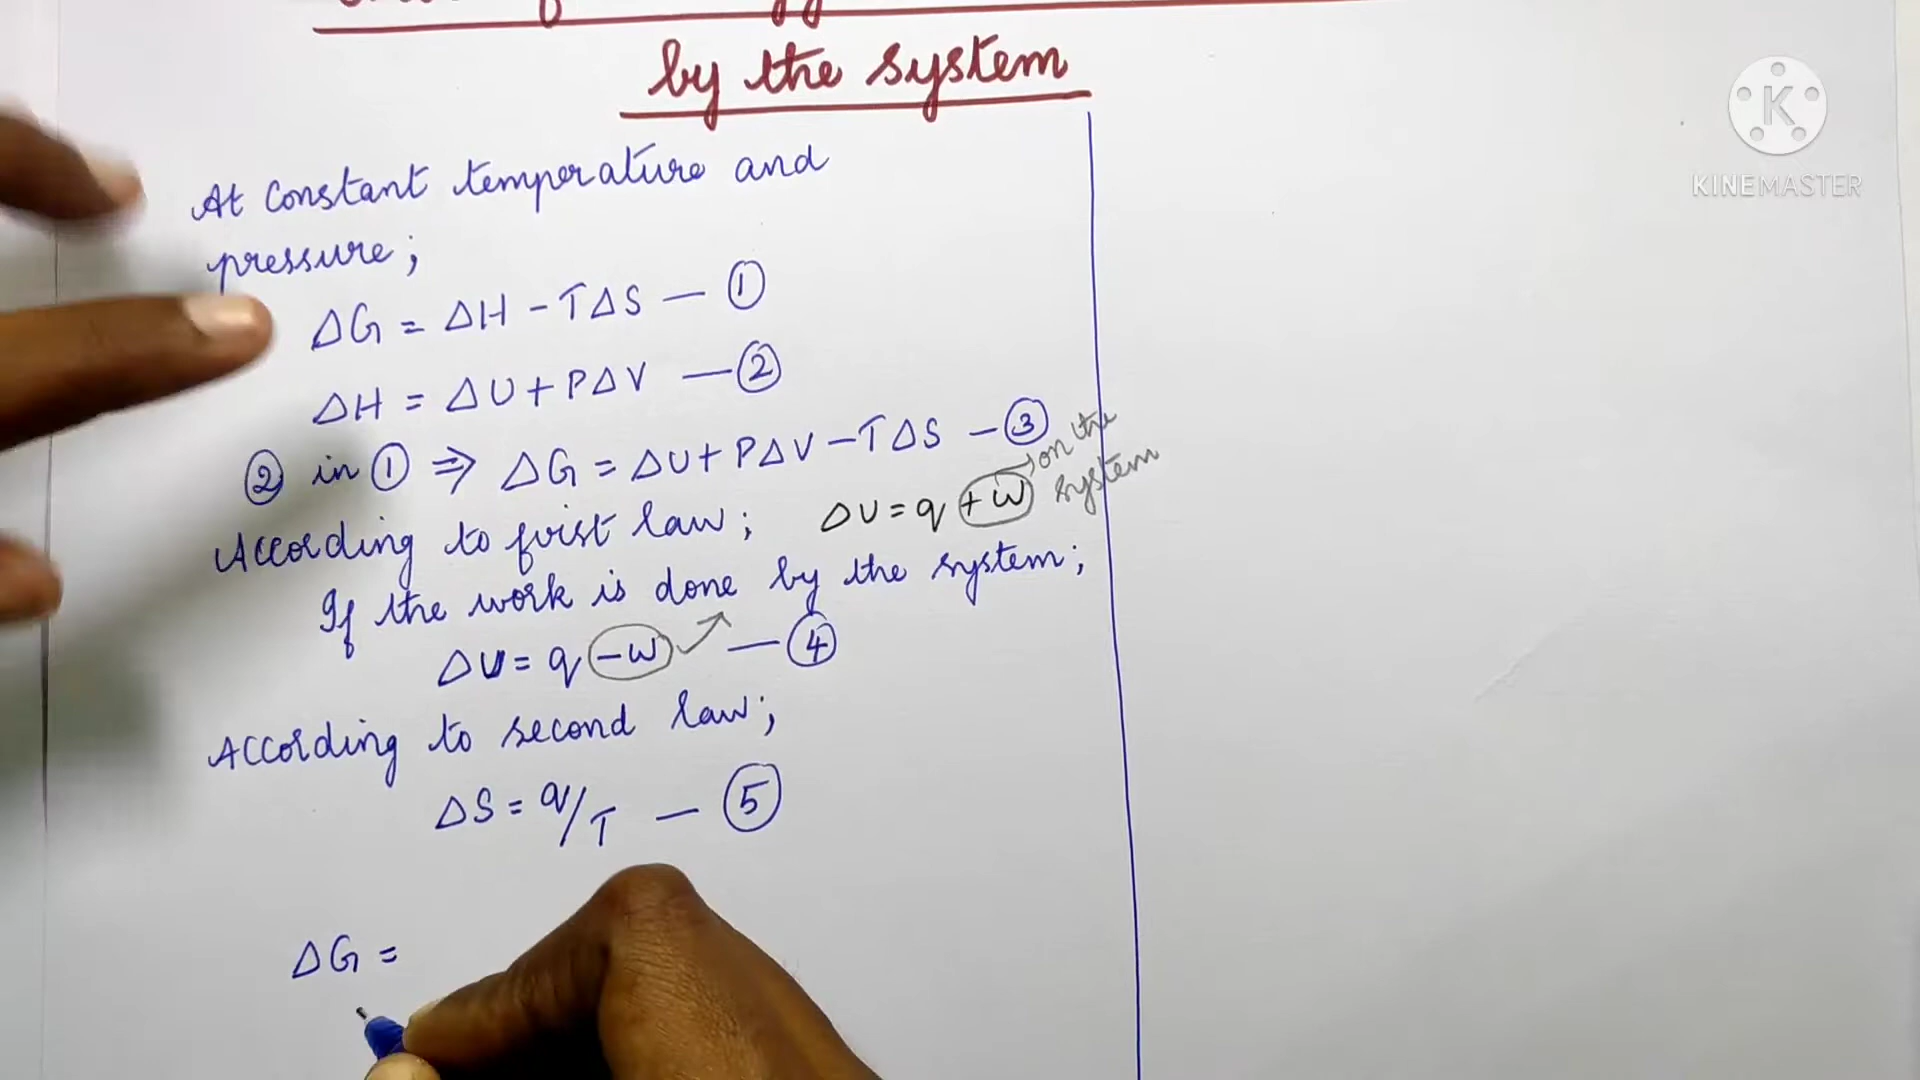 by the system
At constant temperature and
pressure;
ΔG = ΔH - TΔS — ①
ΔH = ΔU + PΔV — ②
② in ① ⇒ ΔG = ΔU + PΔV - TΔS — ③
on the
system
According to first law; ΔU = q + w
If the work is done by the system;
ΔU = q - w — ④
According to second law;
ΔS = q/T — ⑤
ΔG =
K
KINEMASTER